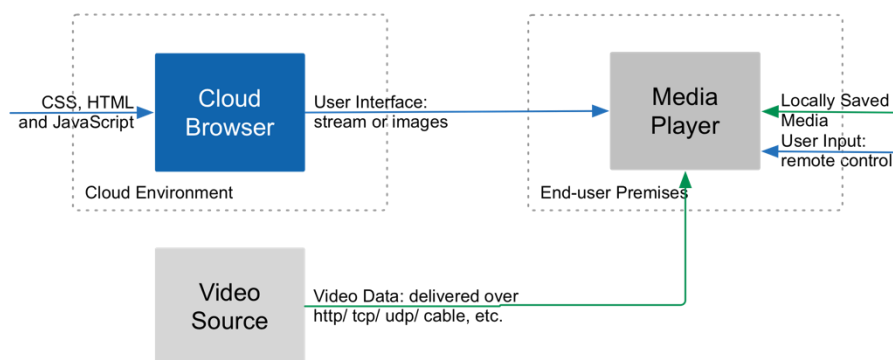 CSS, HTML
and JavaScript
Cloud
Browser
User Interface:
stream or images
Cloud Environment
Media
Player
Locally Saved
Media
User Input:
remote control
End-user Premises
Video
Source
Video Data: delivered over
http/ tcp/ udp/ cable, etc.